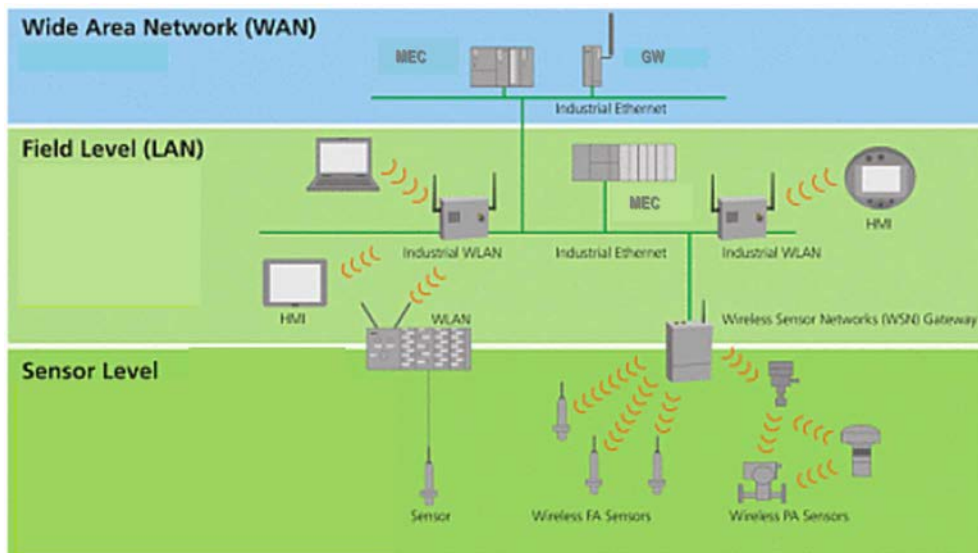 Wide Area Network (WAN)
MEC
GW
Industrial Ethernet
Field Level (LAN)
MEC
HMI
Industrial WLAN
Industrial Ethernet
Industrial WLAN
HMI
WLAN
Wireless Sensor Networks (WSN) Gateway
Sensor Level
Sensor
Wireless FA Sensors
Wireless PA Sensors